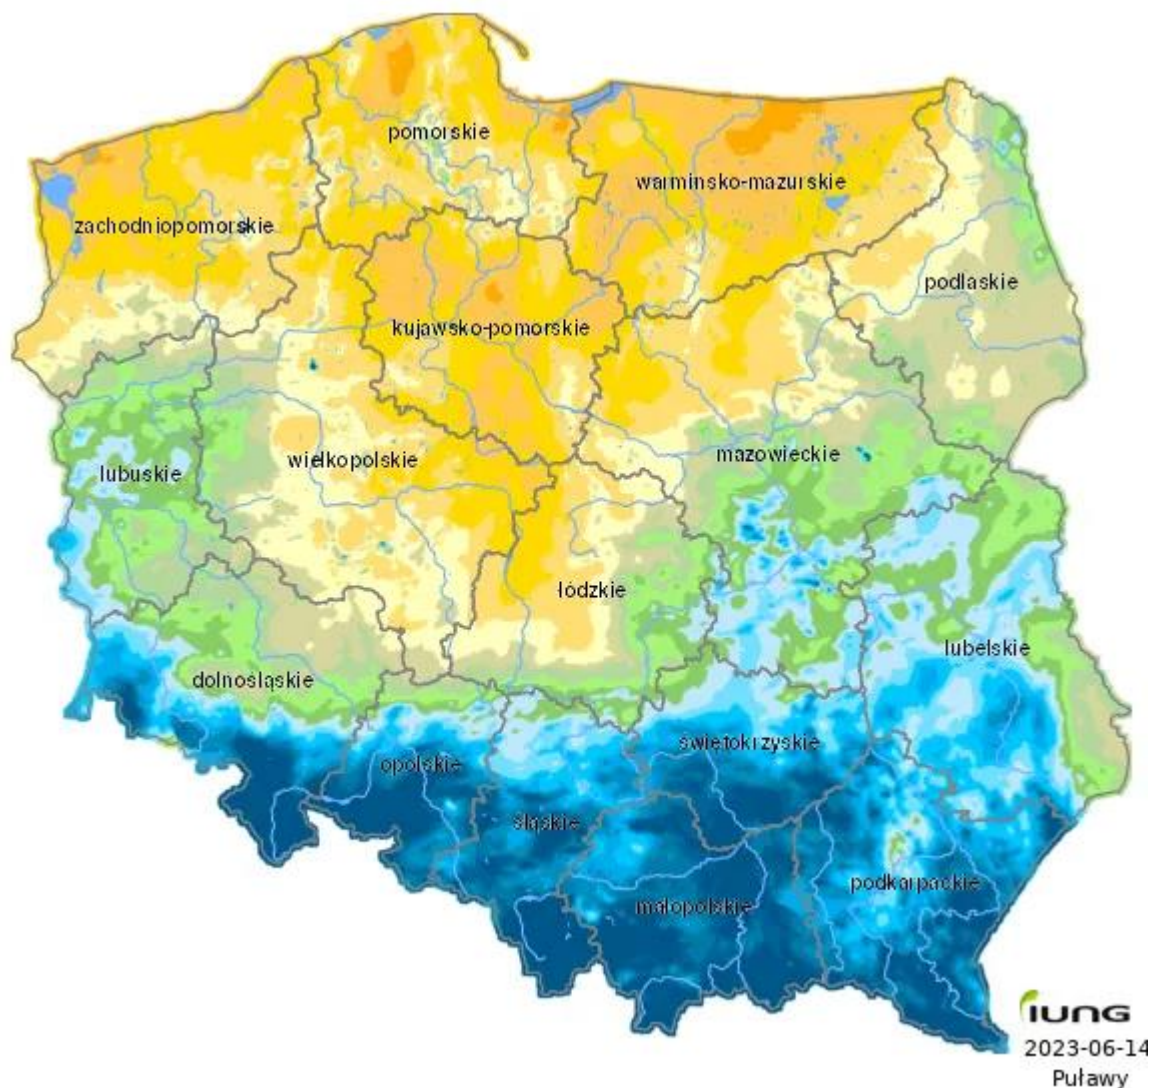 pomorskie
warminsko-mazurskie
zachodniopomorskie
podlaskie
kujawsko-pomorskie
mazowieckie
wielkopolskie
lubuskie
łódzkie
lubelskie
dolnośląskie
świętokrzyskie
opolskie
śląskie
podkarpackie
małopolskie
IUNG
2023-06-14
Puławy